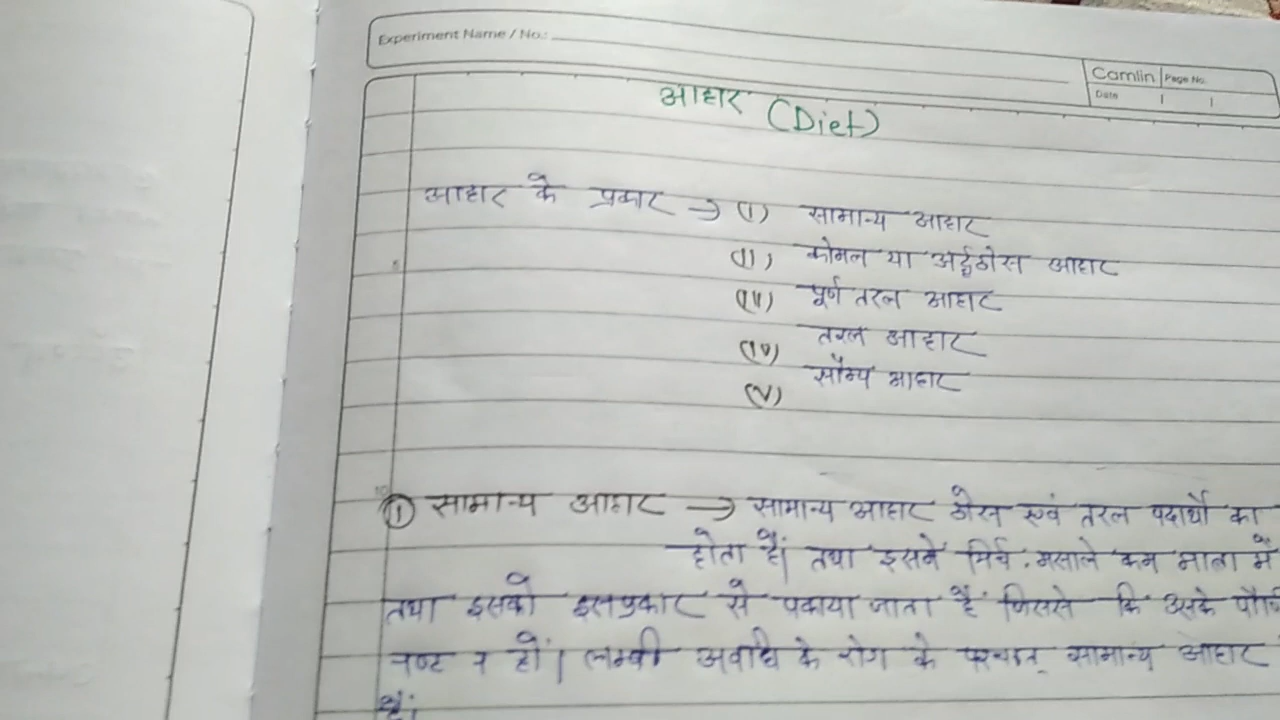 Experiment Name / No.:
Camlin Page No.
Date
आहार (Diet)
आहार के प्रकार → (I) सामान्य आहार
(II) कोमल या अर्द्धठोस आहार
(III) पूर्ण तरल आहार
(IV) तरल आहार
(V) सौम्य आहार
① सामान्य आहार → सामान्य आहार ठोस एवं तरल पदार्थो का
होता है। तथा इसमें मिर्च मसाले कम मात्रा में
तथा इसको इसप्रकार से पकाया जाता है जिससे कि उसके
नष्ट न हों। लम्बी अवधि के रोग के पश्चात् सामान्य आहार
है।